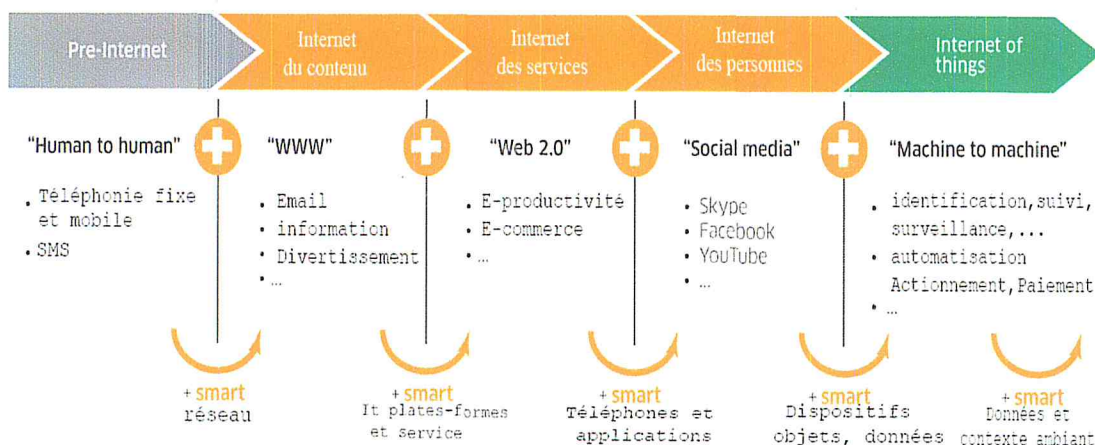 Pre-Internet
Internet
du contenu
Internet
des services
Internet
des personnes
Internet of
things
"Human to human"
• Téléphonie fixe
et mobile
• SMS
"WWW"
• Email
• information
• Divertissement
• ...
"Web 2.0"
• E-productivité
• E-commerce
• ...
"Social media"
• Skype
• Facebook
• YouTube
• ...
"Machine to machine"
• identification, suivi,
surveillance, ...
• automatisation
Actionnement, Paiement
• ...
+ smart
réseau
+ smart
It plates-formes
et service
+ smart
Téléphones et
applications
+ smart
Dispositifs
objets, données
+ smart
Données et
contexte ambiant